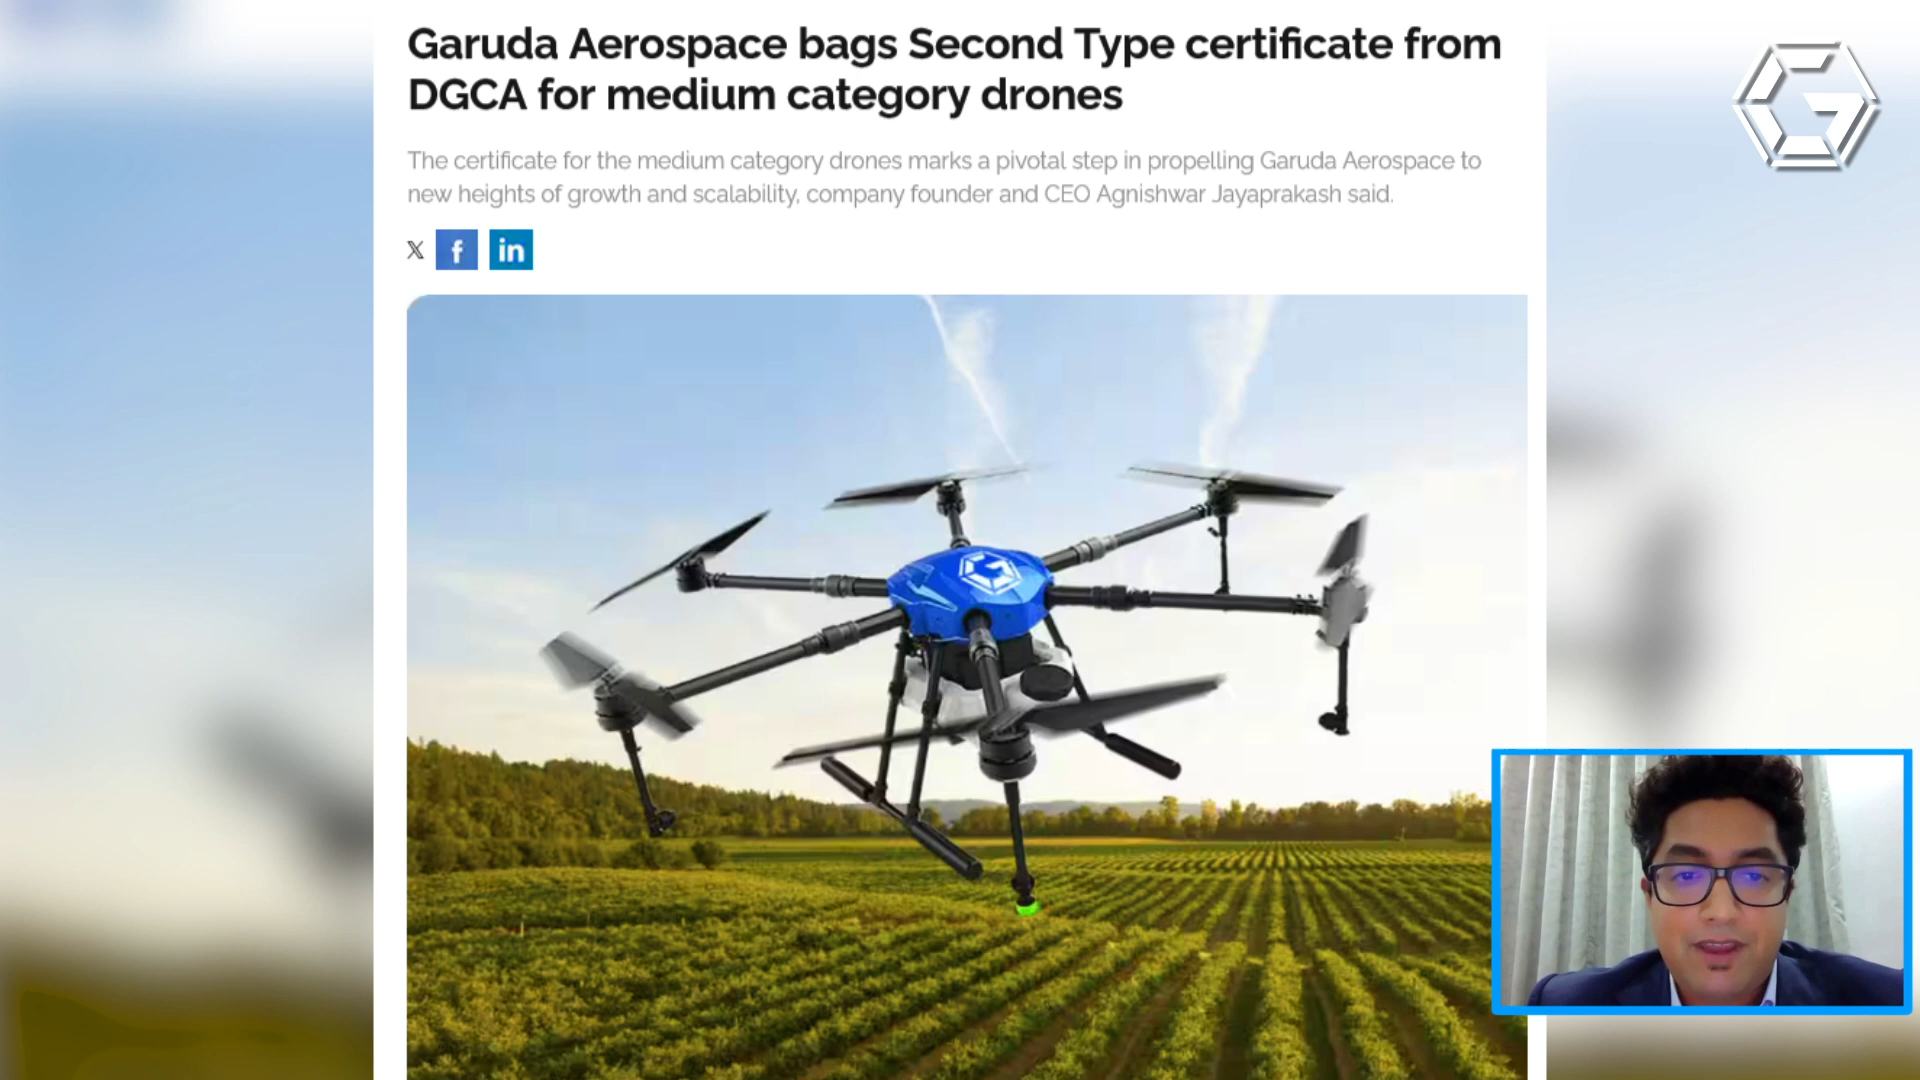 Garuda Aerospace bags Second Type certificate from
DGCA for medium category drones
The certificate for the medium category drones marks a pivotal step in propelling Garuda Aerospace to
new heights of growth and scalability, company founder and CEO Agnishwar Jayaprakash said.
X f in
G
G